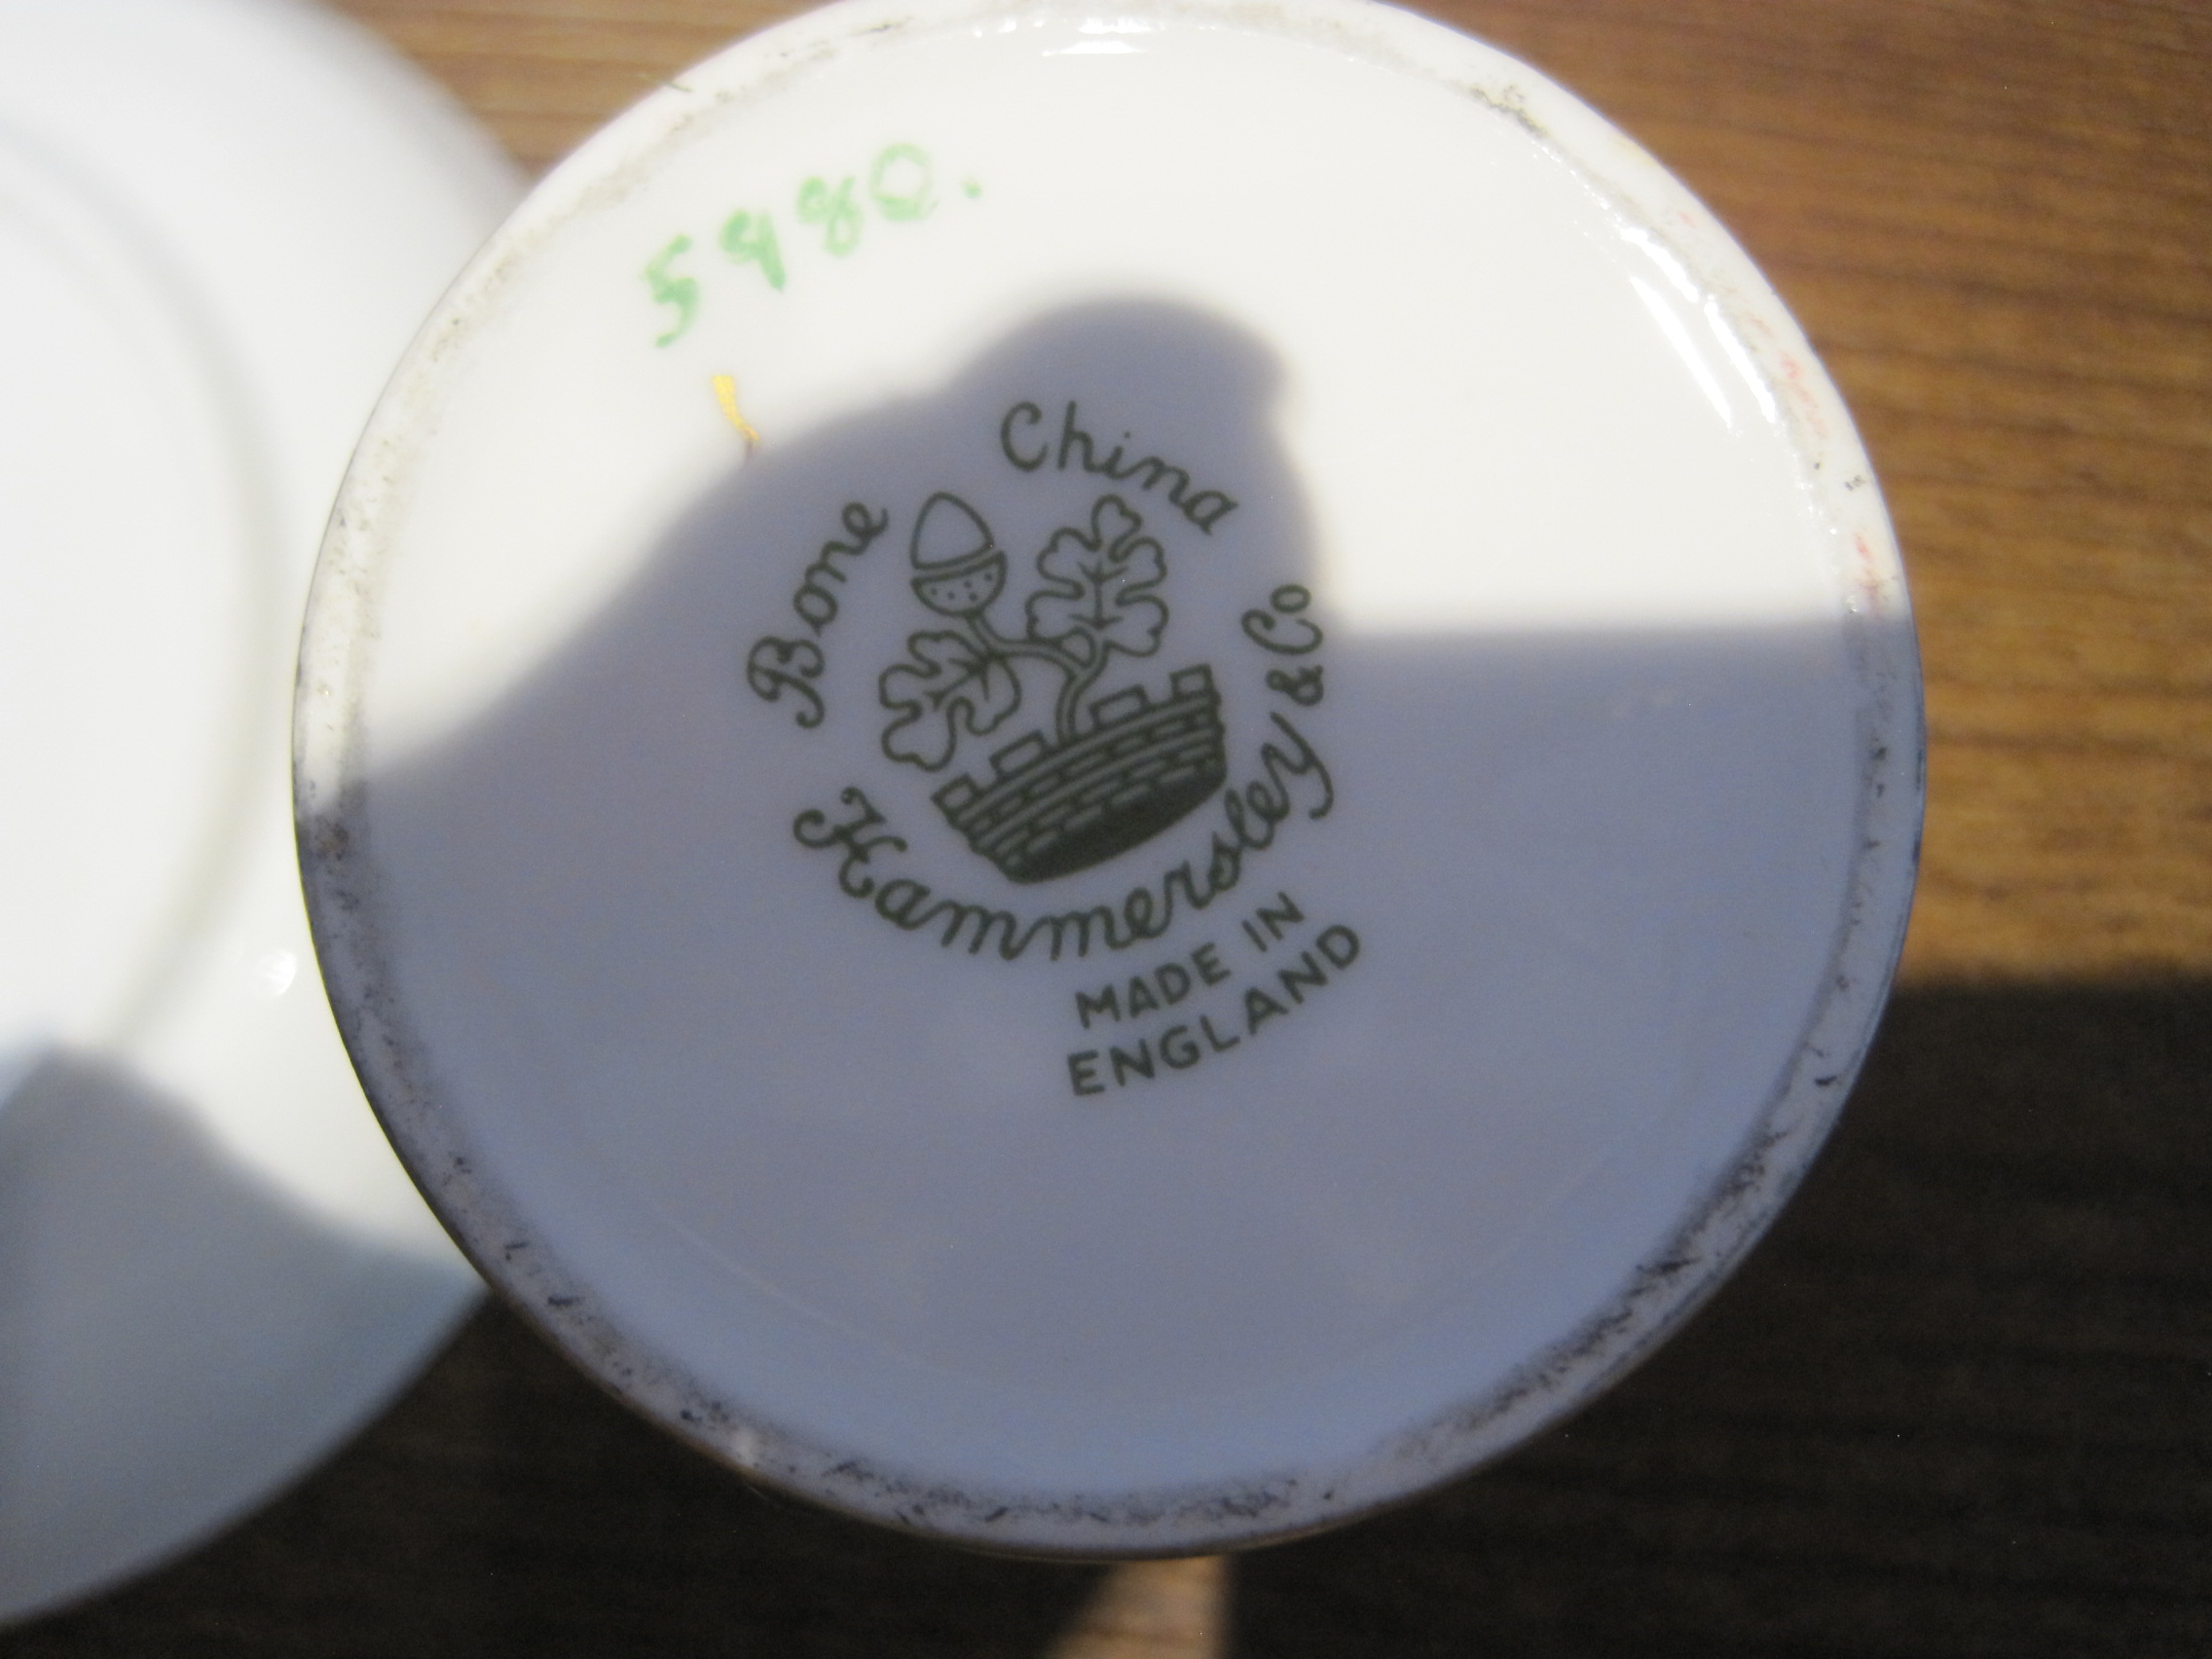 5980.
Bone China
Hammersley & Co
MADE IN
ENGLAND